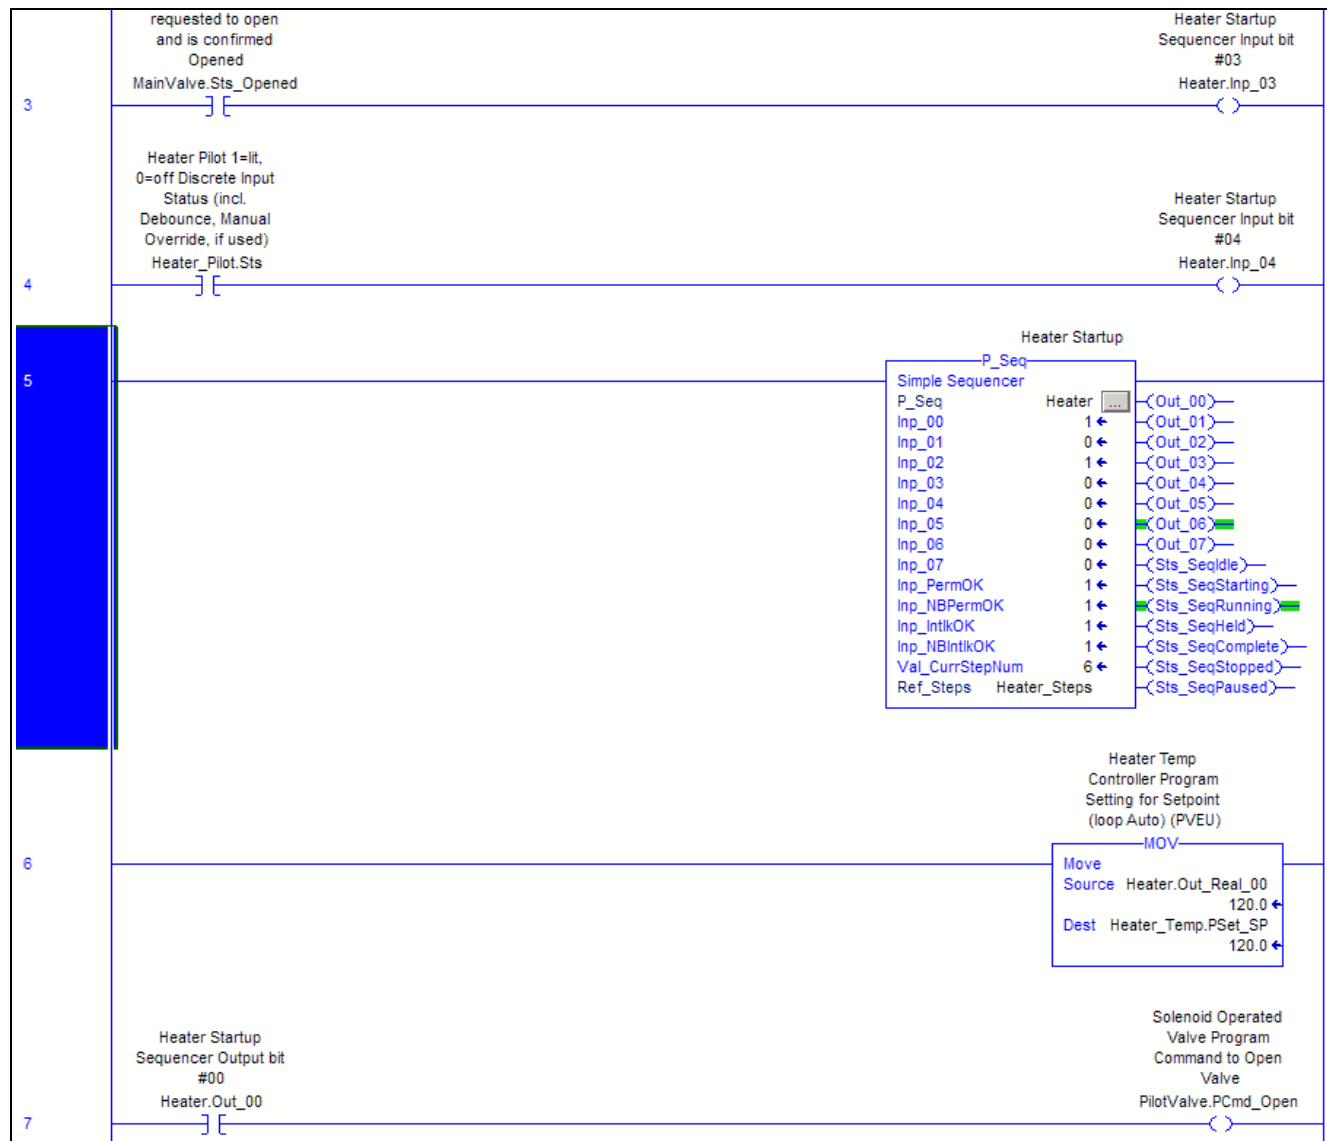 requested to open
and is confirmed
Opened
MainValve.Sts_Opened
Heater Startup
Sequencer Input bit
#03
Heater.Inp_03
3
Heater Pilot 1=lit,
0=off Discrete Input
Status (incl.
Debounce, Manual
Override, if used)
Heater_Pilot.Sts
Heater Startup
Sequencer Input bit
#04
Heater.Inp_04
4
Heater Startup
P_Seq
5
Simple Sequencer
P_Seq Heater ... Out_00
Inp_00 1 Out_01
Inp_01 0 Out_02
Inp_02 1 Out_03
Inp_03 0 Out_04
Inp_04 0 Out_05
Inp_05 0 Out_06
Inp_06 0 Out_07
Inp_07 0 Sts_SeqIdle
Inp_PermOK 1 Sts_SeqStarting
Inp_NBPermOK 1 Sts_SeqRunning
Inp_IntlkOK 1 Sts_SeqHeld
Inp_NBIntlkOK 1 Sts_SeqComplete
Val_CurrStepNum 6 Sts_SeqStopped
Ref_Steps Heater_Steps Sts_SeqPaused
Heater Temp
Controller Program
Setting for Setpoint
(loop Auto) (PVEU)
MOV
6
Move
Source Heater.Out_Real_00
120.0
Dest Heater_Temp.PSet_SP
120.0
Heater Startup
Sequencer Output bit
#00
Heater.Out_00
Solenoid Operated
Valve Program
Command to Open
Valve
PilotValve.PCmd_Open
7